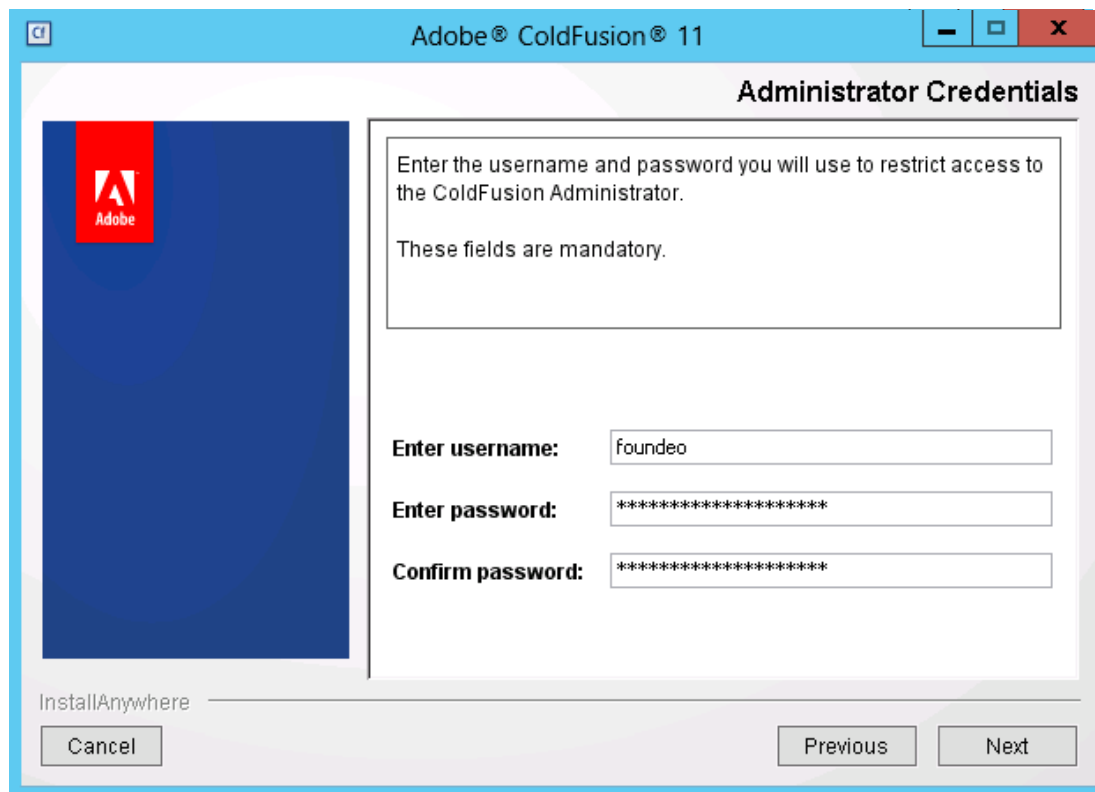 Cf
Adobe® ColdFusion® 11
Administrator Credentials
Adobe
Enter the username and password you will use to restrict access to
the ColdFusion Administrator.
These fields are mandatory.
Enter username: foundeo
Enter password: ********************
Confirm password: ********************
InstallAnywhere
Cancel Previous Next